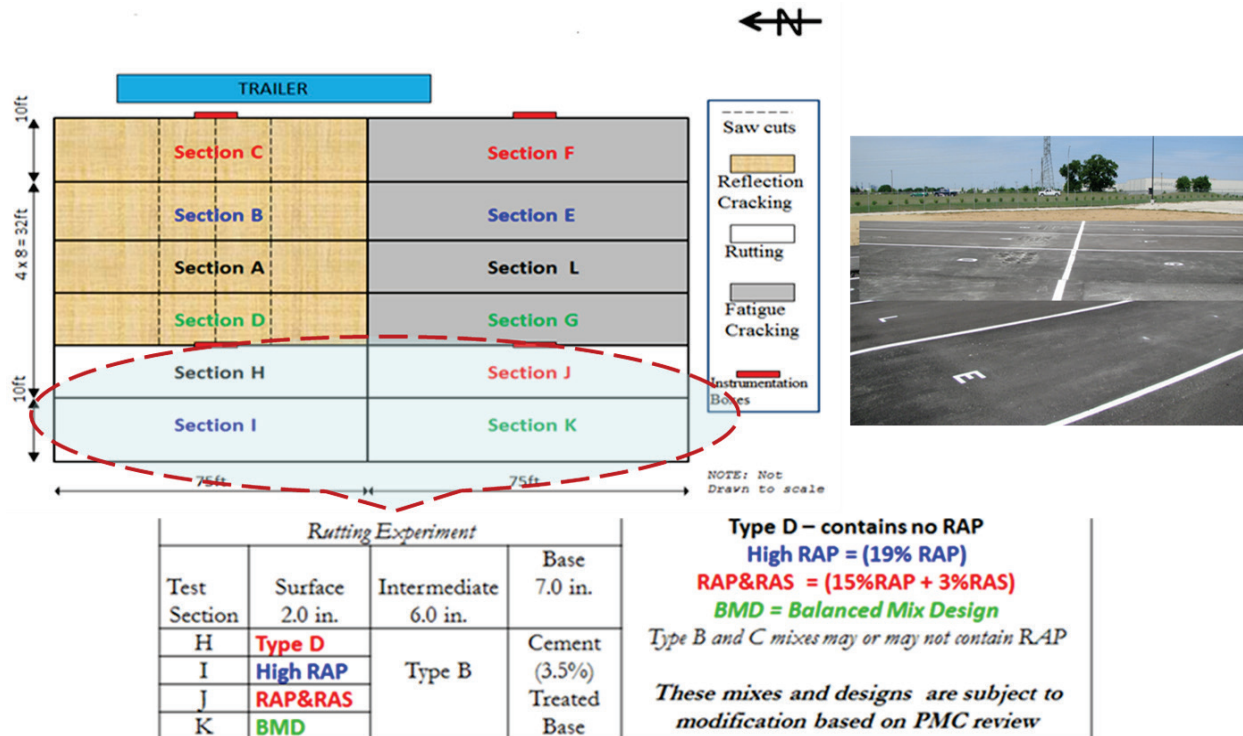 N
TRAILER
10ft
4 x 8 = 32ft
10ft
Section C
Section F
Section B
Section E
Section A
Section L
Section D
Section G
Section H
Section J
Section I
Section K
75ft
75ft
Saw cuts
Reflection
Cracking
Rutting
Fatigue
Cracking
Instrumentation
Boxes
NOTE: Not
Drawn to scale
L
E
Rutting Experiment
Test
Section
Surface
2.0 in.
Intermediate
6.0 in.
Base
7.0 in.
H
Type D
I
High RAP
J
RAP&RAS
K
BMD
Type B
Cement
(3.5%)
Treated
Base
Type D – contains no RAP
High RAP = (19% RAP)
RAP&RAS = (15%RAP + 3%RAS)
BMD = Balanced Mix Design
Type B and C mixes may or may not contain RAP
These mixes and designs are subject to
modification based on PMC review